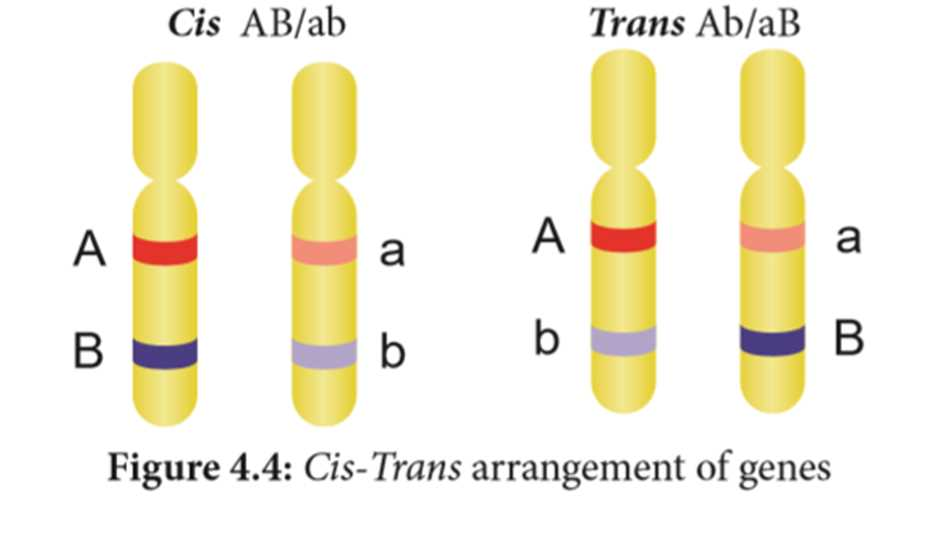 Cis AB/ab
Trans Ab/aB
A a
B b
A a
b B
Figure 4.4: Cis-Trans arrangement of genes